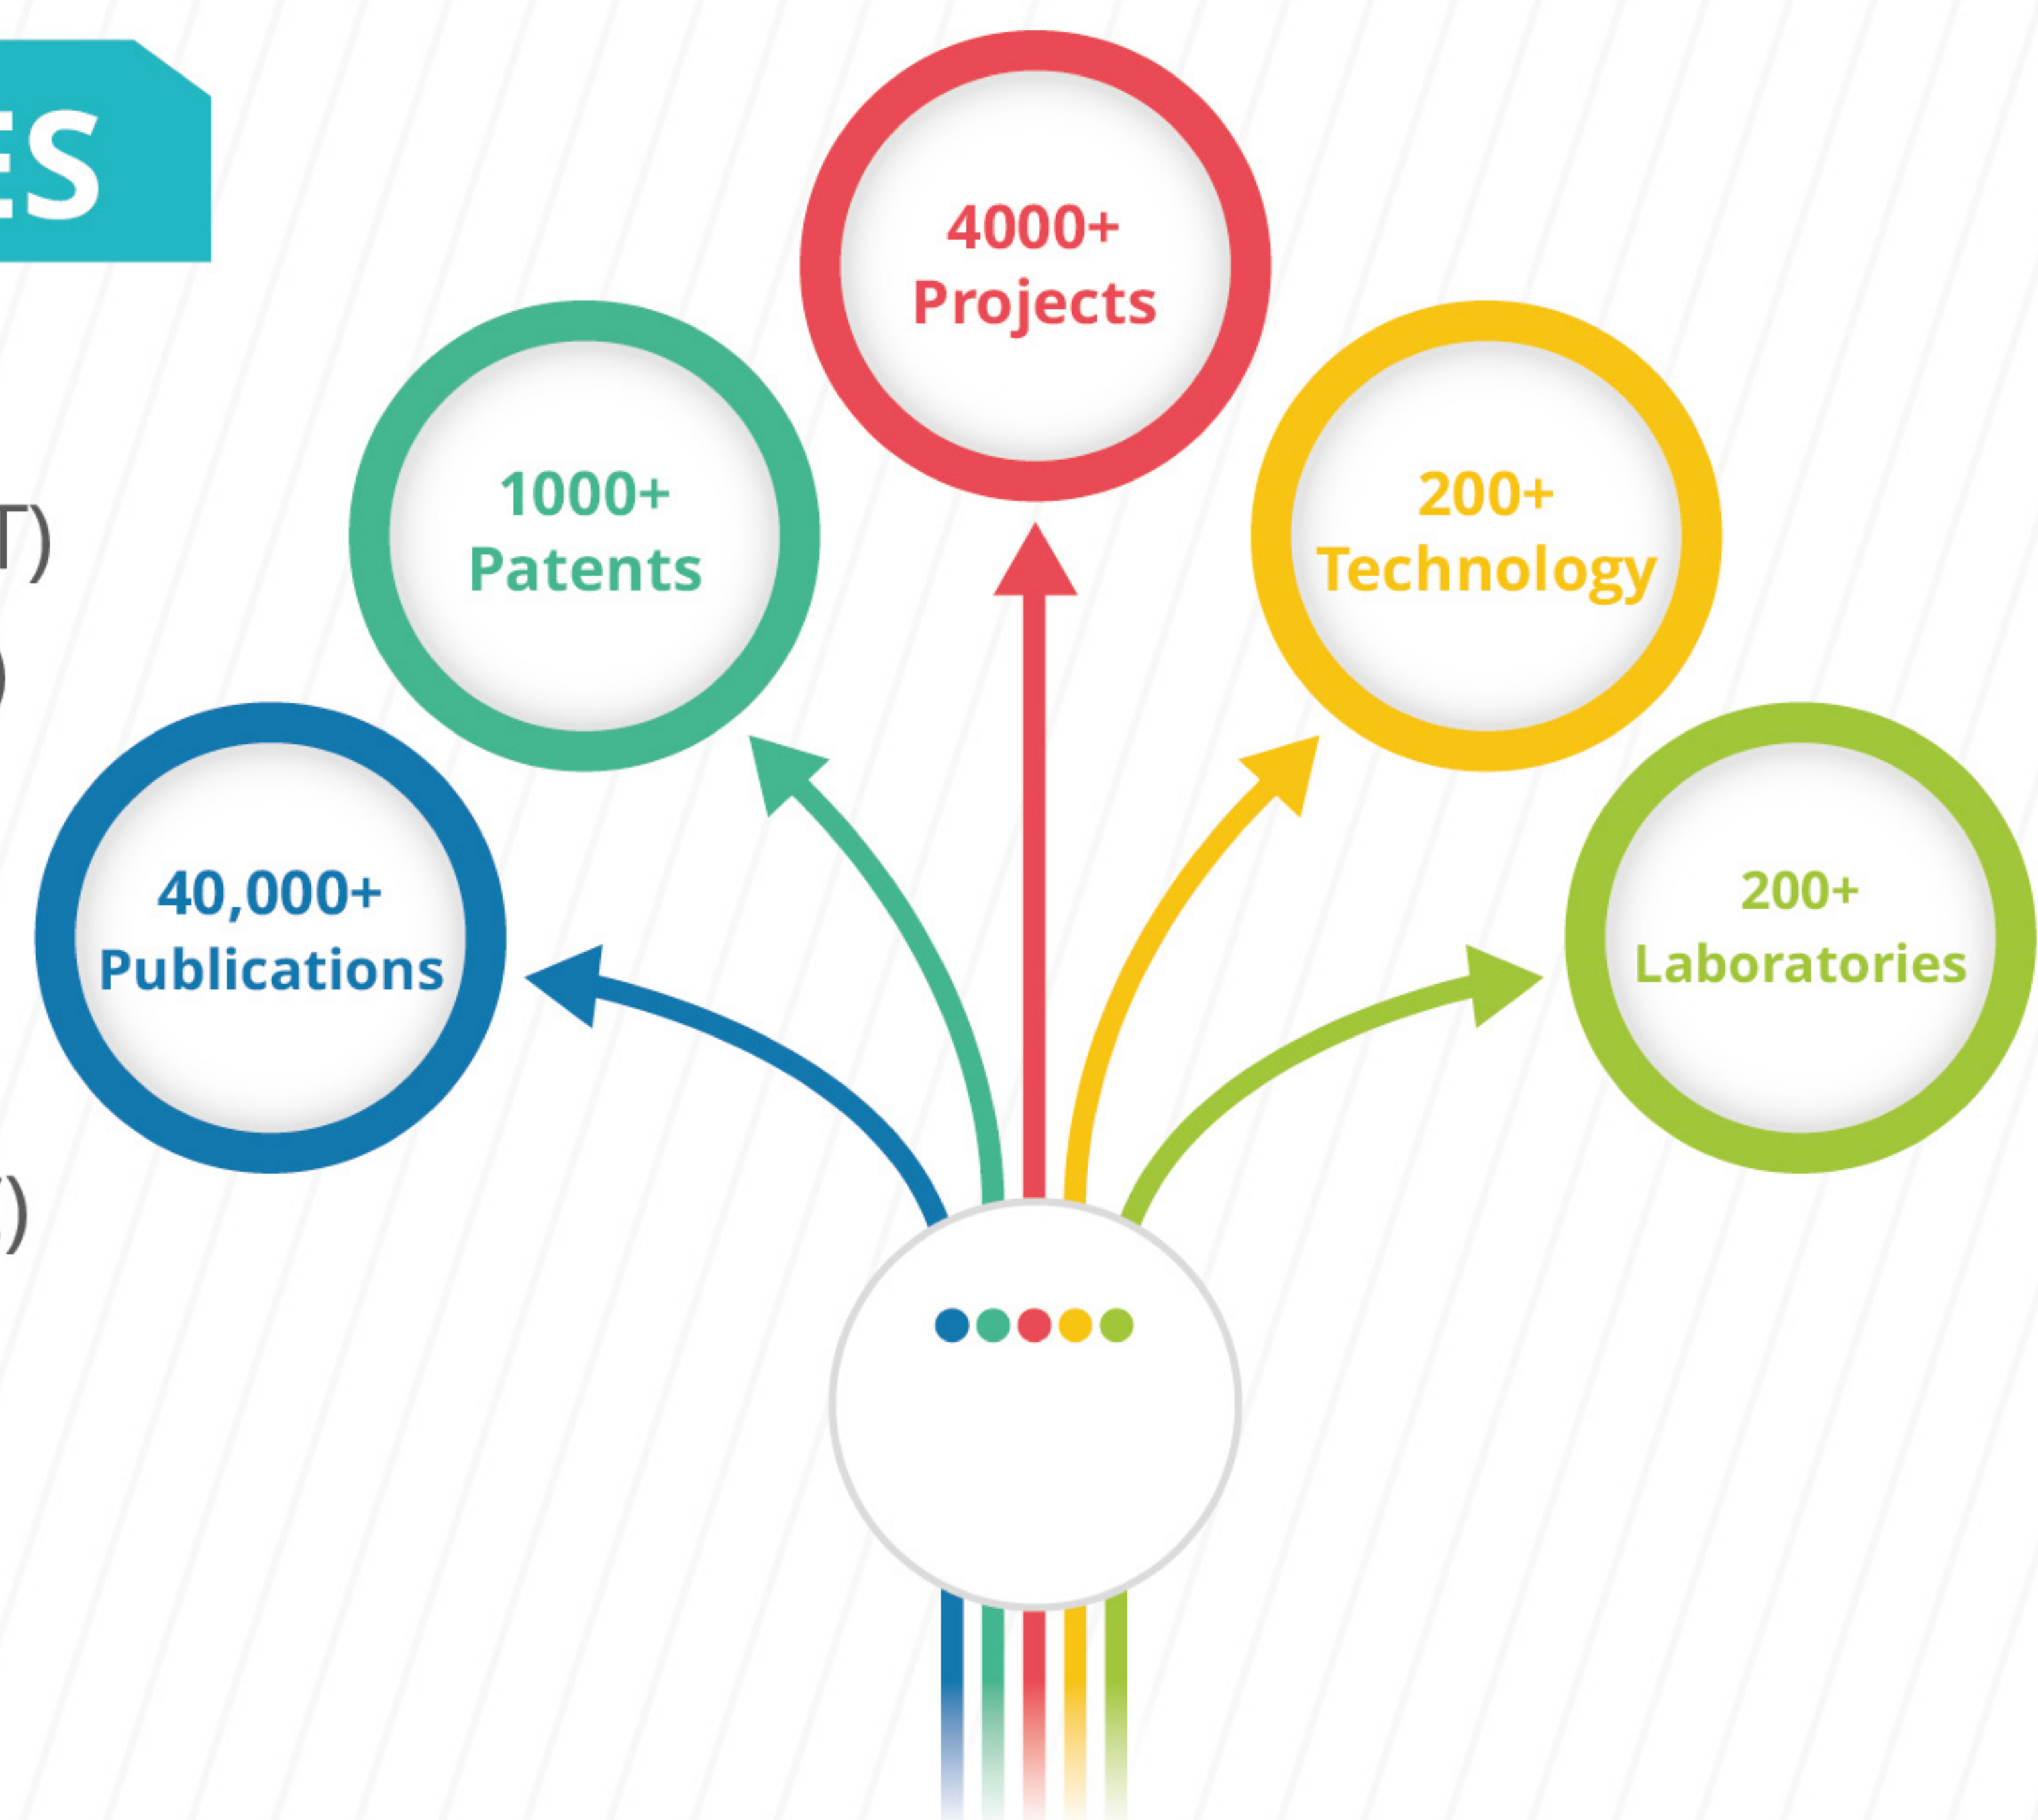 ES
4000+
Projects
1000+
Patents
200+
Technology
T)
)
40,000+
Publications
200+
Laboratories
)